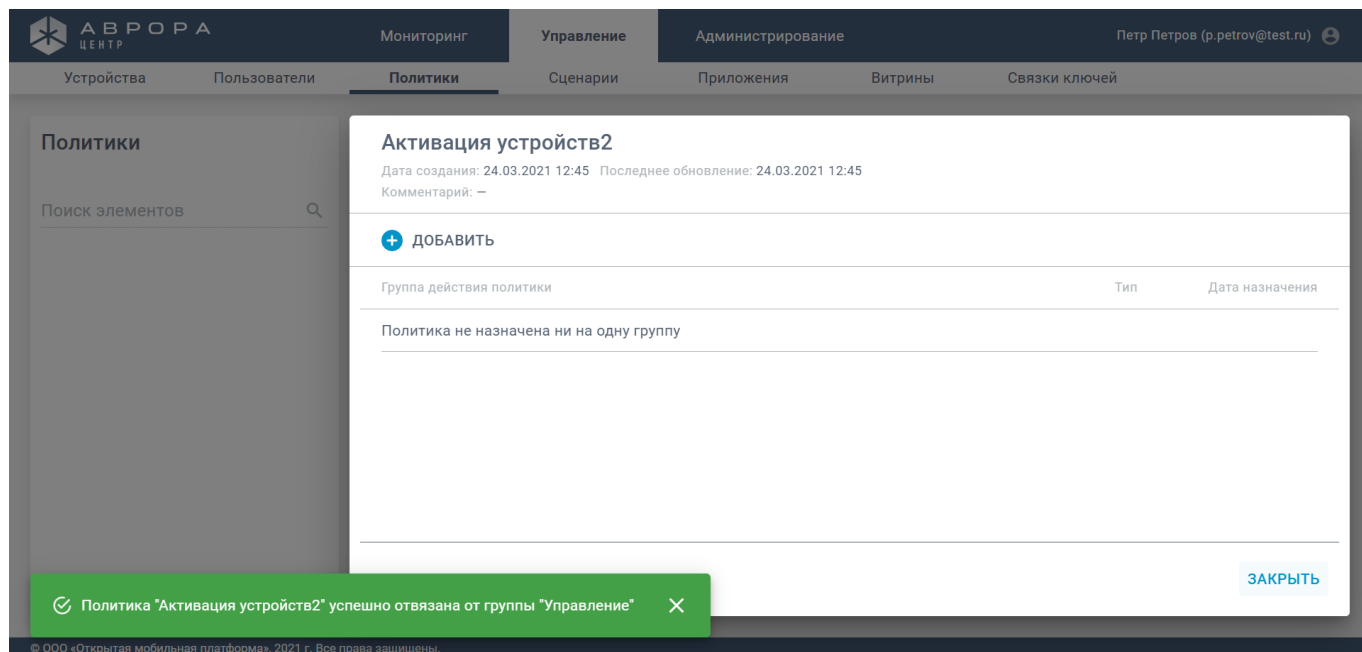 АВРОРА
ЦЕНТР
Мониторинг Управление Администрирование Петр Петров (p.petrov@test.ru)
Устройства Пользователи Политики Сценарии Приложения Витрины Связки ключей
Политики
Поиск элементов
Активация устройств2
Дата создания: 24.03.2021 12:45 Последнее обновление: 24.03.2021 12:45
Комментарий: —
ДОБАВИТЬ
Группа действия политики Тип Дата назначения
Политика не назначена ни на одну группу
ЗАКРЫТЬ
Политика "Активация устройств2" успешно отвязана от группы "Управление"
© ООО «Открытая мобильная платформа», 2021 г. Все права защищены.